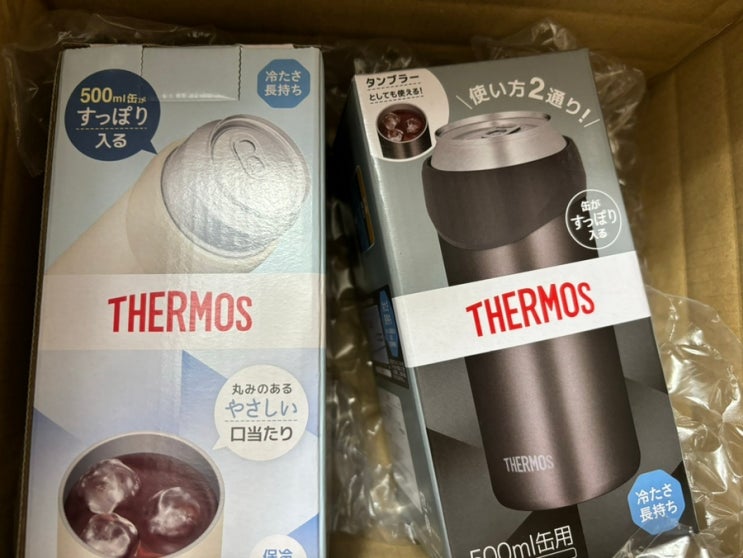 500ml缶が
すっぽり
入る
冷たさ
長持ち
THERMOS
丸みのある
やさしい
口当たり
保冷
タンブラー
としても使える!
使い方2通り!
缶が
すっぽり
入る
THERMOS
THERMOS
冷たさ
長持ち
500ml缶用